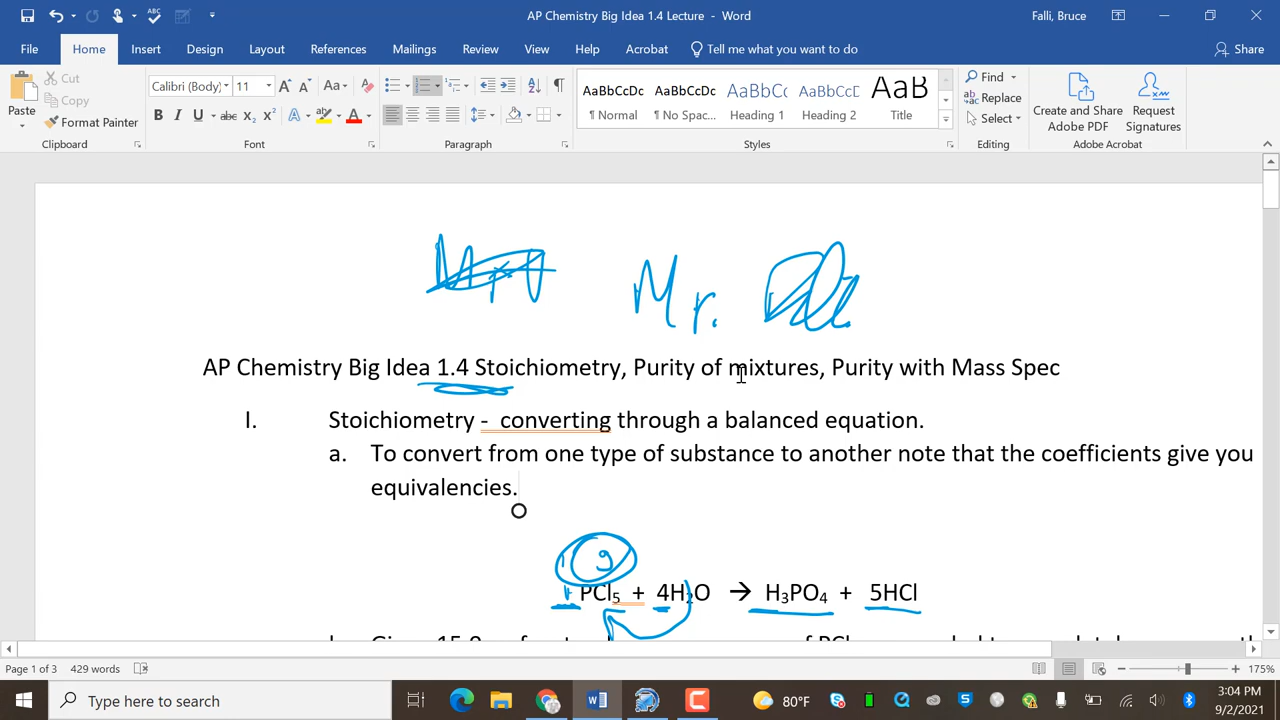 AP Chemistry Big Idea 1.4 Lecture - Word
Falli, Bruce
File Home Insert Design Layout References Mailings Review View Help Acrobat Tell me what you want to do Share
Cut
Copy
Paste Format Painter
Clipboard
Calibri (Body) 11
Font
Paragraph
AaBbCcDc AaBbCcDc AaBbCc AaBbCcD AaB
¶ Normal ¶ No Spac... Heading 1 Heading 2 Title
Styles
Find
Replace
Select
Editing
Create and Share Adobe PDF
Request Signatures
Adobe Acrobat
Mr.
AP Chemistry Big Idea 1.4 Stoichiometry, Purity of mixtures, Purity with Mass Spec
I. Stoichiometry - converting through a balanced equation.
a. To convert from one type of substance to another note that the coefficients give you
equivalencies.
PCl₅ + 4H₂O → H₃PO₄ + 5HCl
Page 1 of 3 429 words 175%
Type here to search 80°F 3:04 PM
9/2/2021